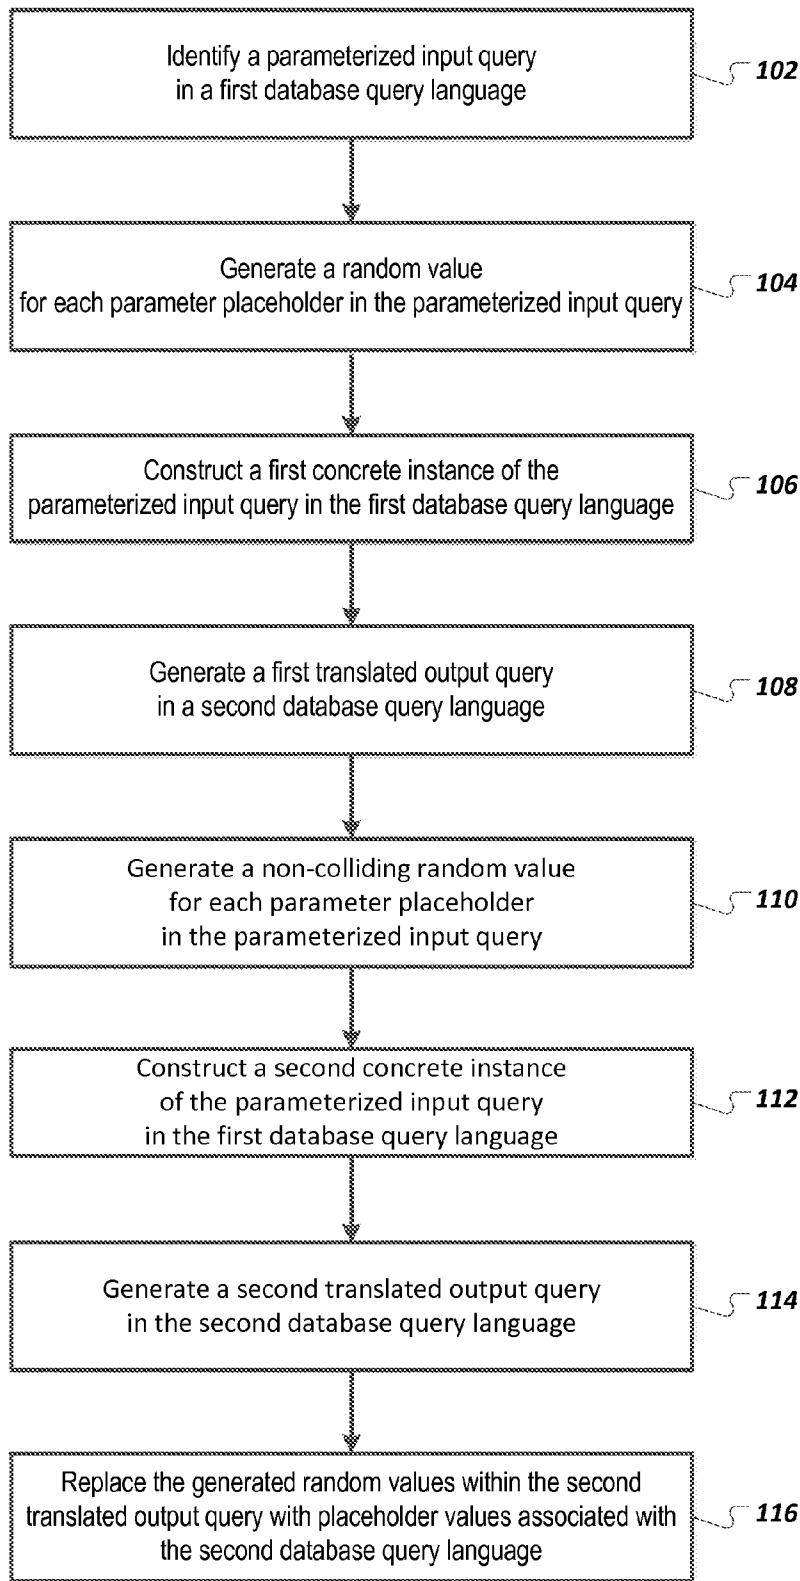 Identify a parameterized input query
in a first database query language
102
Generate a random value
for each parameter placeholder in the parameterized input query
104
Construct a first concrete instance of the
parameterized input query in the first database query language
106
Generate a first translated output query
in a second database query language
108
Generate a non-colliding random value
for each parameter placeholder
in the parameterized input query
110
Construct a second concrete instance
of the parameterized input query
in the first database query language
112
Generate a second translated output query
in the second database query language
114
Replace the generated random values within the second
translated output query with placeholder values associated with
the second database query language
116